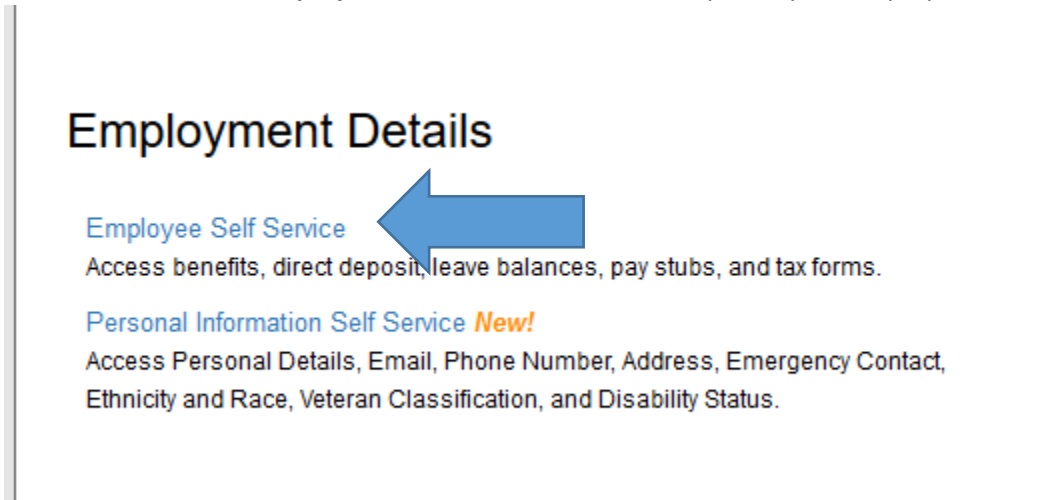 Employment Details
Employee Self Service
Access benefits, direct deposit, leave balances, pay stubs, and tax forms.
Personal Information Self Service New!
Access Personal Details, Email, Phone Number, Address, Emergency Contact,
Ethnicity and Race, Veteran Classification, and Disability Status.